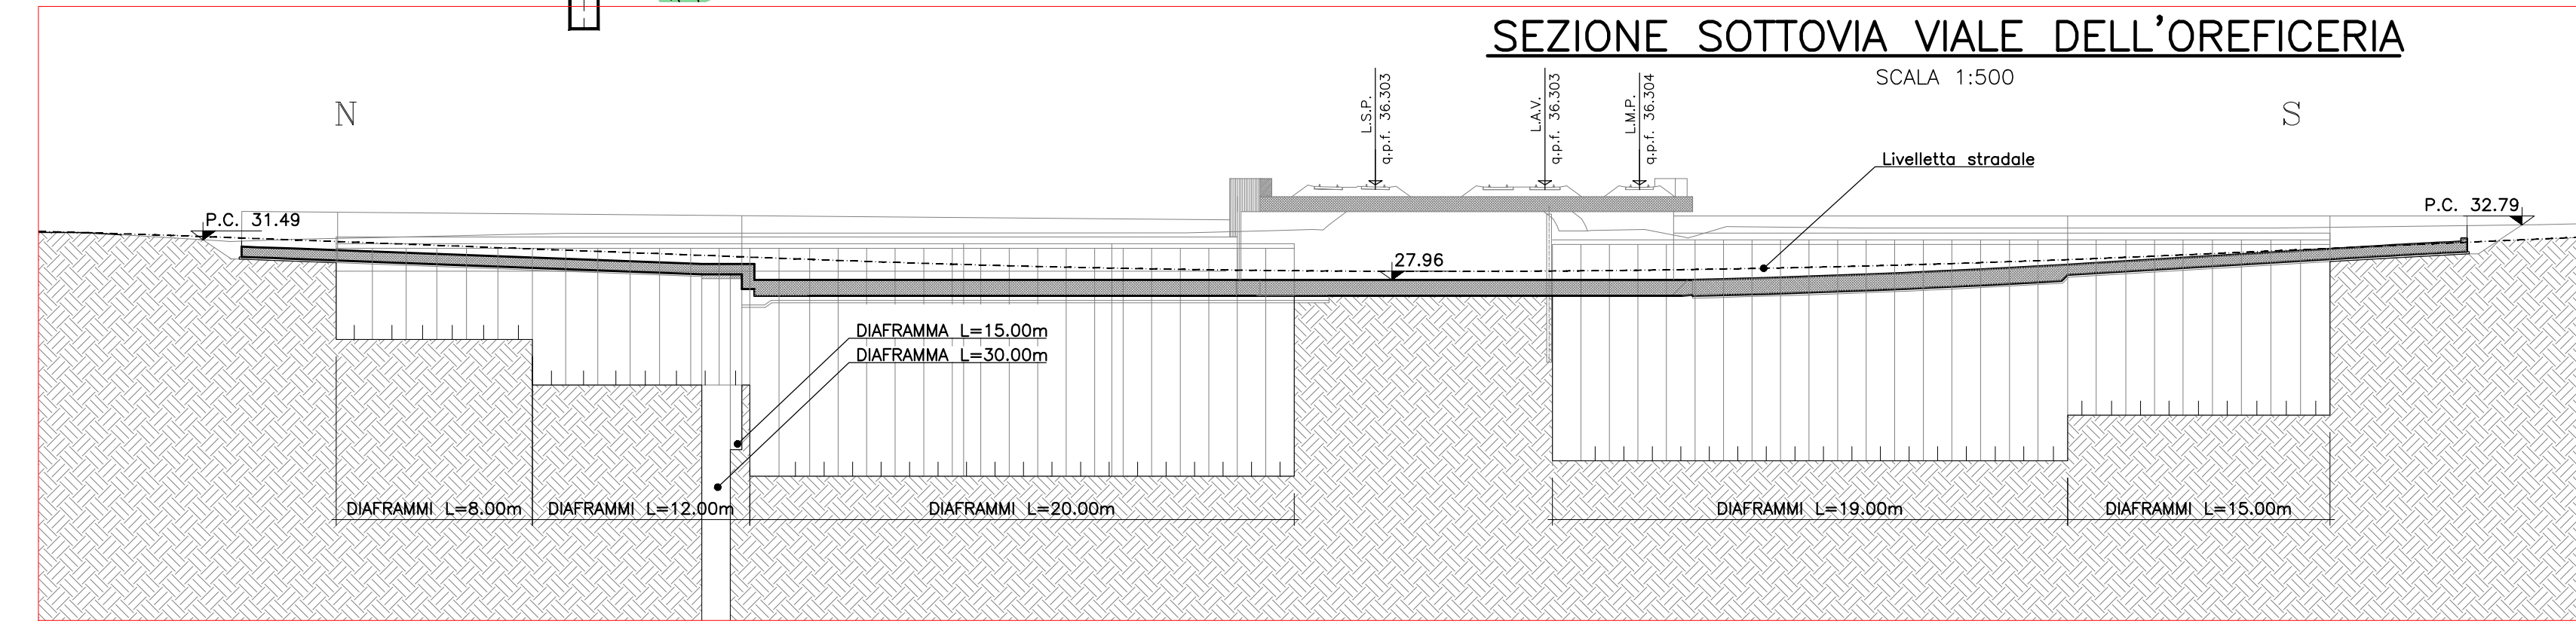 SEZIONE SOTTOVIA VIALE DELL'OREFICERIA
SCALA 1:500
N
S
L.S.P.
q.p.f. 36.303
L.A.V.
q.p.f. 36.303
L.M.P.
q.p.f. 36.304
Livelletta stradale
P.C. 31.49
P.C. 32.79
27.96
DIAFRAMMA L=15.00m
DIAFRAMMA L=30.00m
DIAFRAMMI L=8.00m
DIAFRAMMI L=12.00m
DIAFRAMMI L=20.00m
DIAFRAMMI L=19.00m
DIAFRAMMI L=15.00m